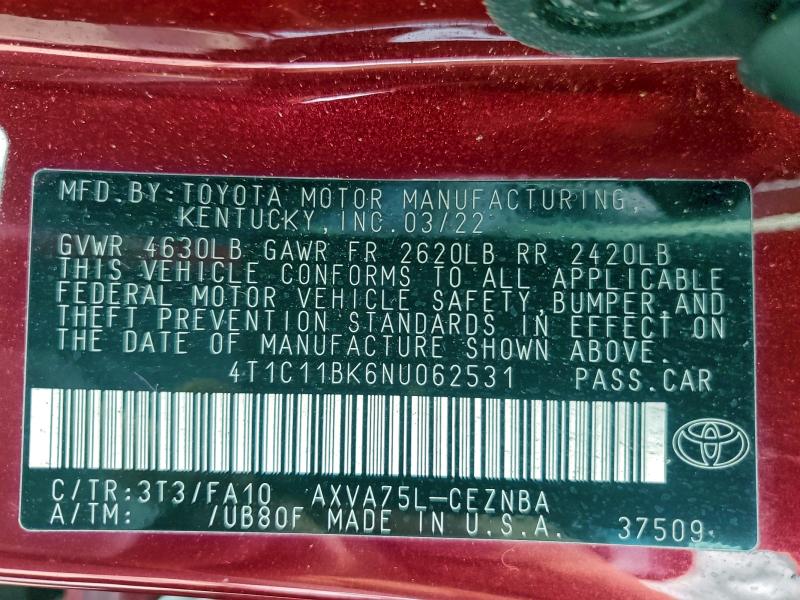 MFD.BY:TOYOTA MOTOR MANUFACTURING,
KENTUCKY,INC.03/22
GVWR 4630LB GAWR FR 2620LB RR 2420LB
THIS VEHICLE CONFORMS TO ALL APPLICABLE
FEDERAL MOTOR VEHICLE SAFETY,BUMPER,AND
THEFT PREVENTION STANDARDS IN EFFECT ON
THE DATE OF MANUFACTURE SHOWN ABOVE.
4T1C11BK6NU062531 PASS.CAR
C/TR:3T3/FA10 AXVA75L-CEZNBA
A/TM: /UB80F MADE IN U.S.A. 37509